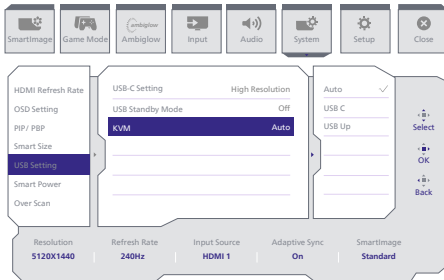 ambiglow
SmartImage Game Mode Ambiglow Input Audio System Setup Close
HDMI Refresh Rate
OSD Setting
PIP/ PBP
Smart Size
USB Setting
Smart Power
Over Scan
USB-C Setting High Resolution
USB Standby Mode Off
KVM Auto
Auto
USB C
USB Up
Select
OK
Back
Resolution Refresh Rate Input Source Adaptive Sync SmartImage
5120X1440 240Hz HDMI 1 On Standard